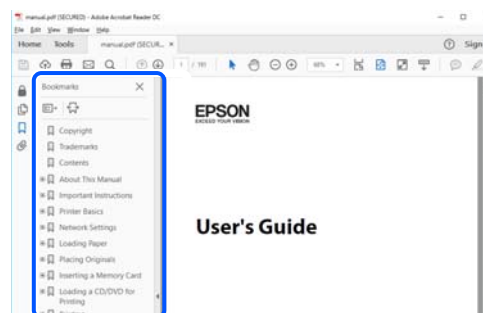 manual.pdf (SECURED) - Adobe Acrobat Reader DC
File Edit View Window Help
Home Tools manual.pdf (SECUR... × Sign
1 / 191
Bookmarks ×
Copyright
Trademarks
Contents
About This Manual
Important Instructions
Printer Basics
Network Settings
Loading Paper
Placing Originals
Inserting a Memory Card
Loading a CD/DVD for
Printing
EPSON
EXCEED YOUR VISION
User's Guide